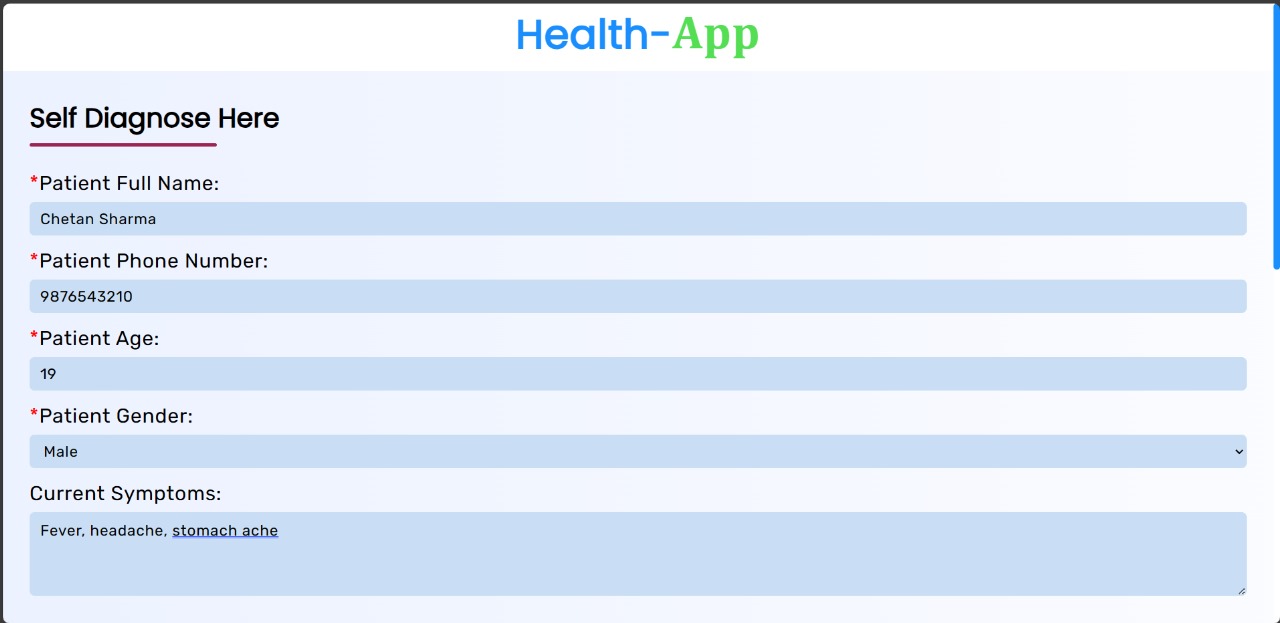 Health-App
Self Diagnose Here
*Patient Full Name:
Chetan Sharma
*Patient Phone Number:
9876543210
*Patient Age:
19
*Patient Gender:
Male
Current Symptoms:
Fever, headache, stomach ache